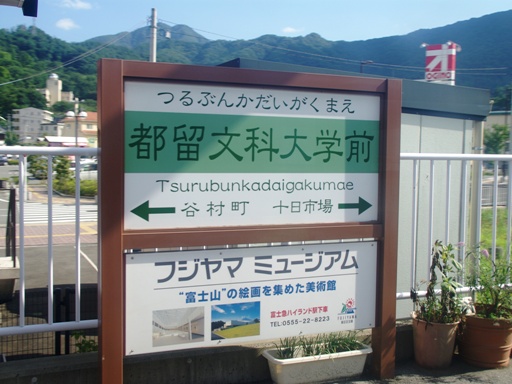 つるぶんかだいがくまえ
都留文科大学前
Tsurubunkadaigakumae
谷村町 十日市場
フジヤマ ミュージアム
"富士山"の絵画を集めた美術館
富士急ハイランド駅下車
TEL:0555-22-8223
FUJIYAMA
MUSEUM
OGINO